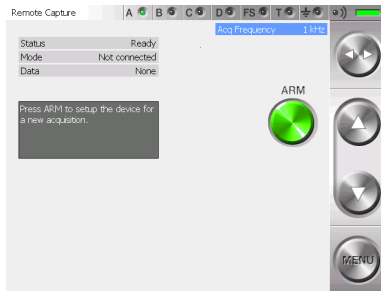 Remote Capture
A B C D FS T
Acq Frequency 1 kHz
Status Ready
Mode Not connected
Data None
ARM
Press ARM to setup the device for
a new acquisition.
MENU